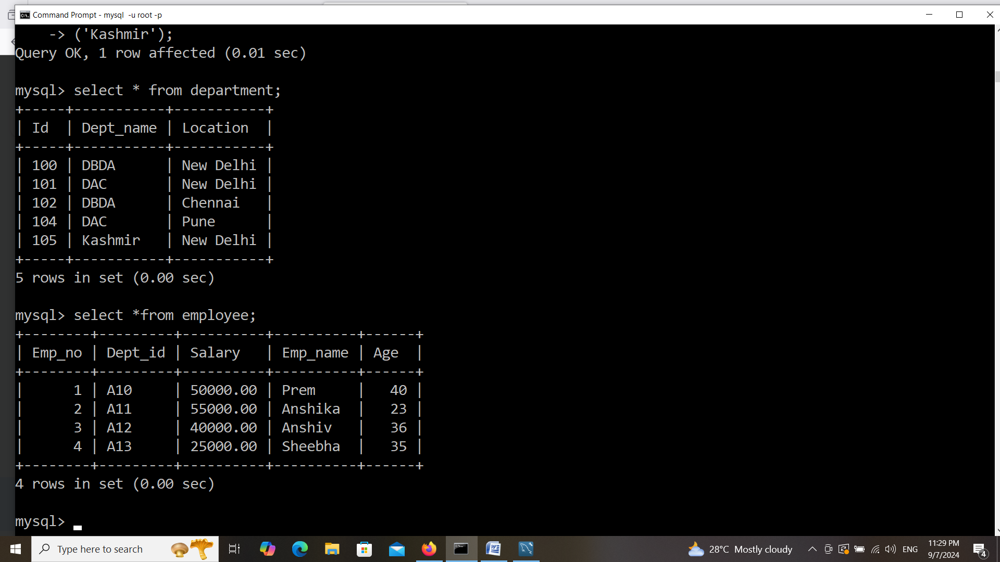 Command Prompt - mysql  -u root -p
    -> ('Kashmir');
Query OK, 1 row affected (0.01 sec)

mysql> select * from department;
+-----+-----------+-----------+
| Id  | Dept_name | Location  |
+-----+-----------+-----------+
| 100 | DBDA      | New Delhi |
| 101 | DAC       | New Delhi |
| 102 | DBDA      | Chennai   |
| 104 | DAC       | Pune      |
| 105 | Kashmir   | New Delhi |
+-----+-----------+-----------+
5 rows in set (0.00 sec)

mysql> select *from employee;
+--------+---------+----------+----------+------+
| Emp_no | Dept_id | Salary   | Emp_name | Age  |
+--------+---------+----------+----------+------+
|      1 | A10     | 50000.00 | Prem     |   40 |
|      2 | A11     | 55000.00 | Anshika  |   23 |
|      3 | A12     | 40000.00 | Anshiv   |   36 |
|      4 | A13     | 25000.00 | Sheebha  |   35 |
+--------+---------+----------+----------+------+
4 rows in set (0.00 sec)

mysql>
Type here to search
28°C Mostly cloudy
ENG
11:29 PM
9/7/2024
4